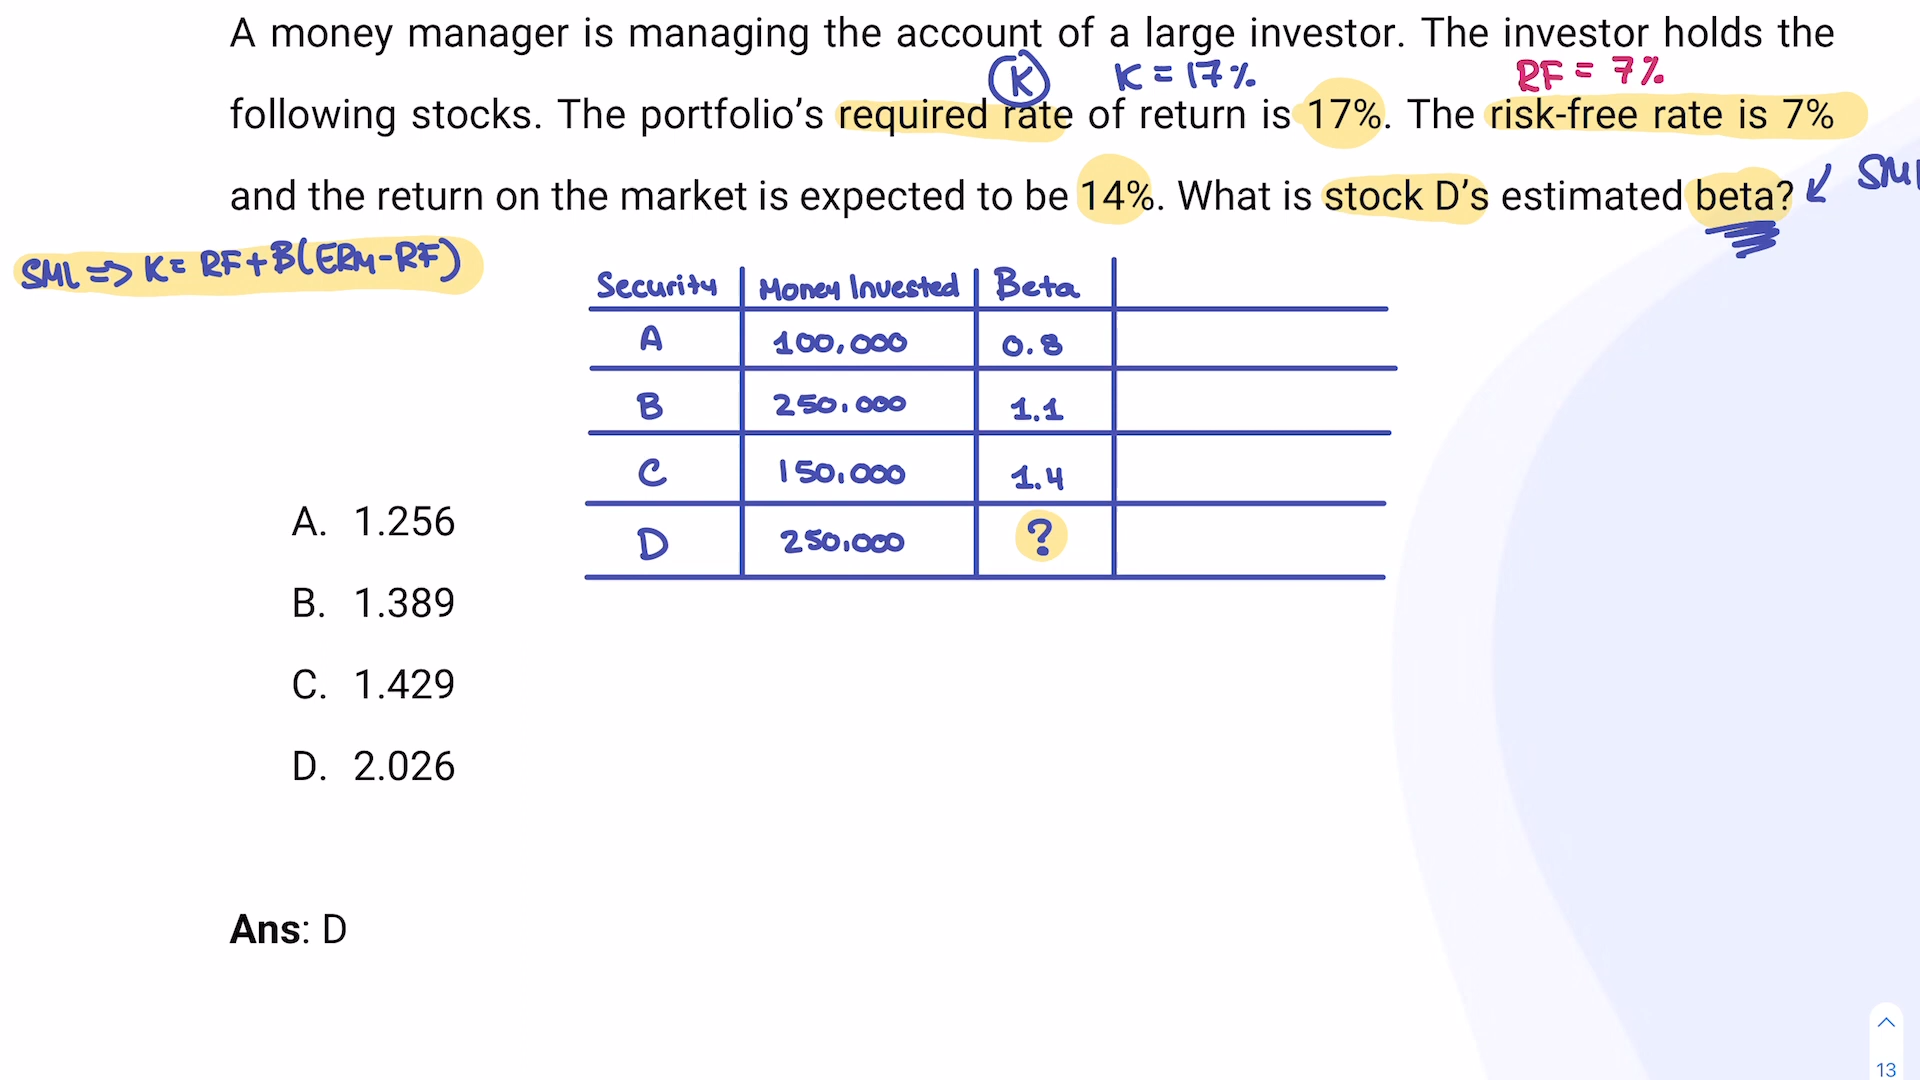 A money manager is managing the account of a large investor. The investor holds the
K K = 17% RF = 7%
following stocks. The portfolio’s required rate of return is 17%. The risk-free rate is 7%
and the return on the market is expected to be 14%. What is stock D’s estimated beta? ↙ SML
SML => K = RF + B(ERM-RF)
Security Money Invested Beta
A 100,000 0.8
B 250,000 1.1
C 150,000 1.4
D 250,000 ?
A. 1.256
B. 1.389
C. 1.429
D. 2.026
Ans: D
13